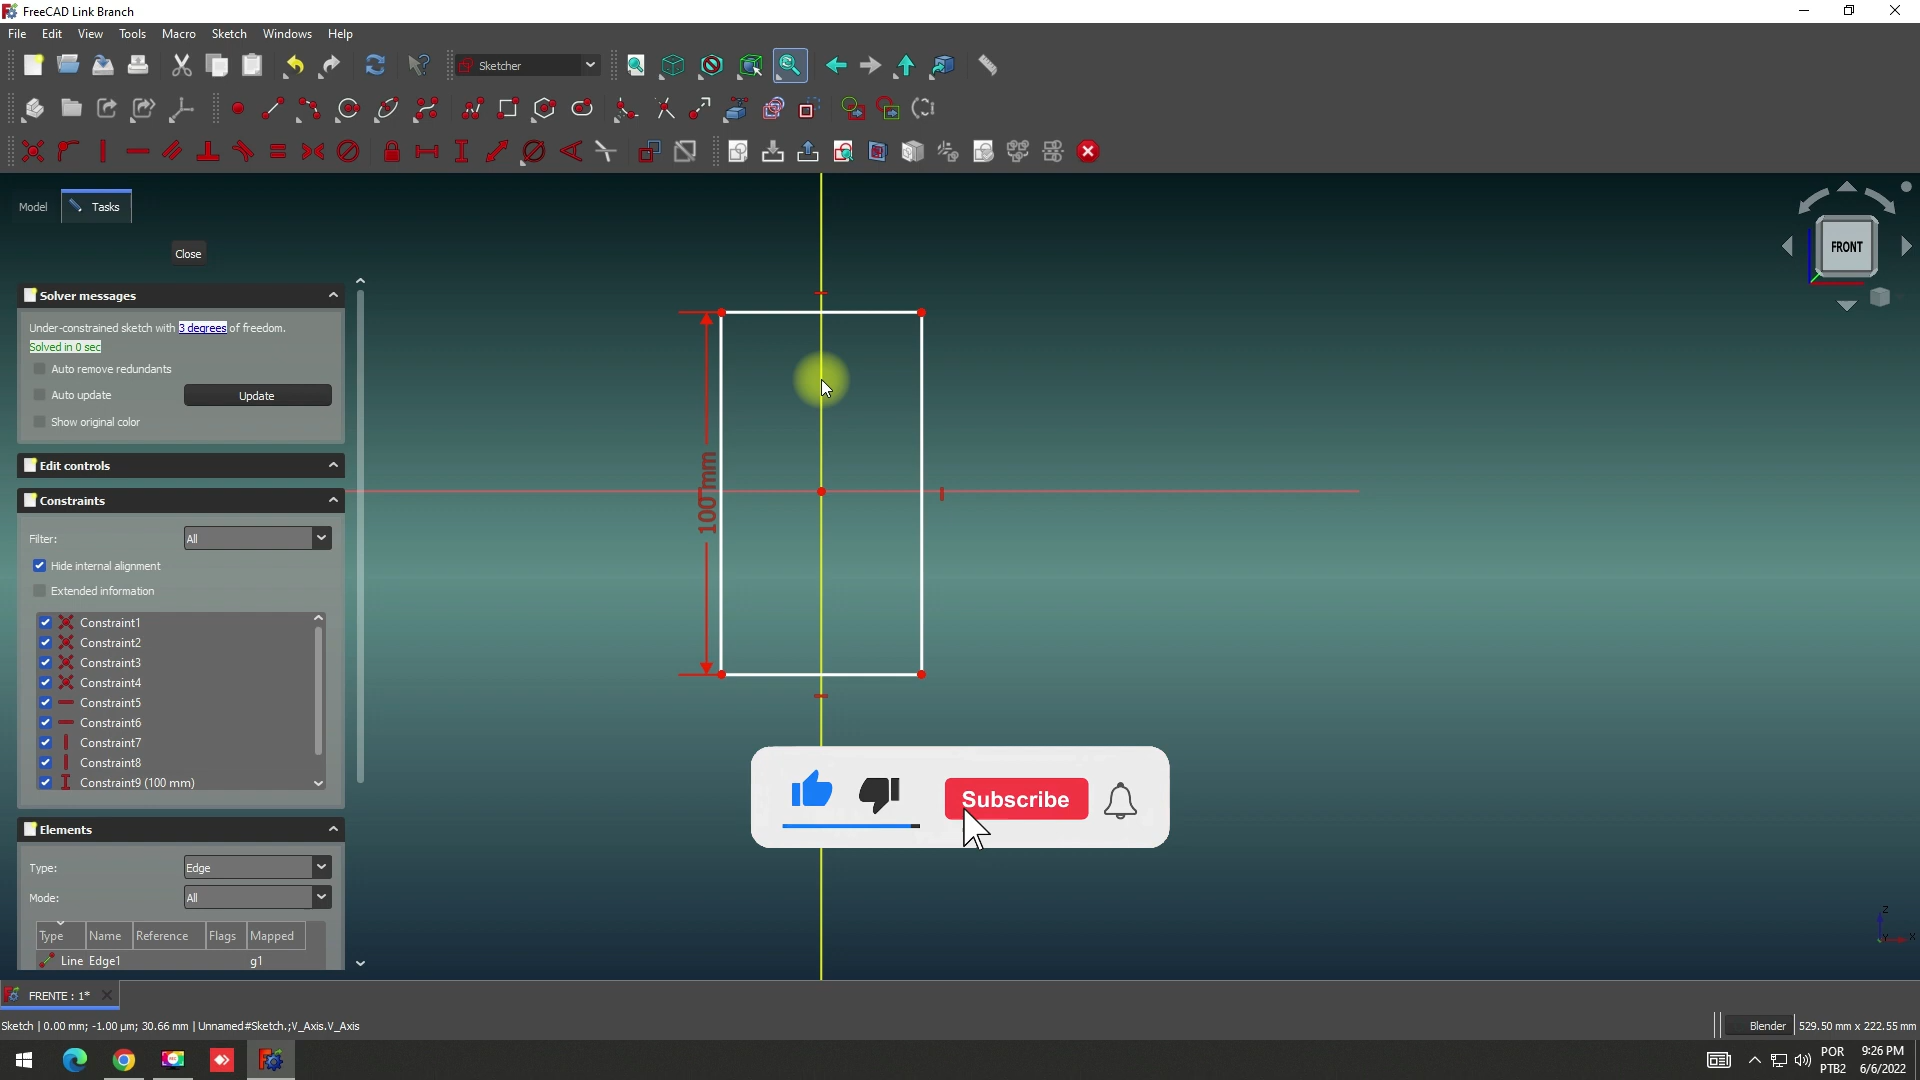 FreeCAD Link Branch
File Edit View Tools Macro Sketch Windows Help
Sketcher
Model Tasks
Close
Solver messages
Under-constrained sketch with 3 degrees of freedom.
Solved in 0 sec
Auto remove redundants
Auto update Update
Show original color
Edit controls
Constraints
Filter: All
Hide internal alignment
Extended information
Constraint1
Constraint2
Constraint3
Constraint4
Constraint5
Constraint6
Constraint7
Constraint8
Constraint9 (100 mm)
Elements
Type: Edge
Mode: All
Type Name Reference Flags Mapped
Line Edge1 g1
100 mm
FRONT
Subscribe
Z
Y X
FRENTE : 1*
Sketch | 0.00 mm; -1.00 µm; 30.66 mm | Unnamed#Sketch.;V_Axis.V_Axis
Blender 529.50 mm x 222.55 mm
POR 9:26 PM
PTB2 6/6/2022